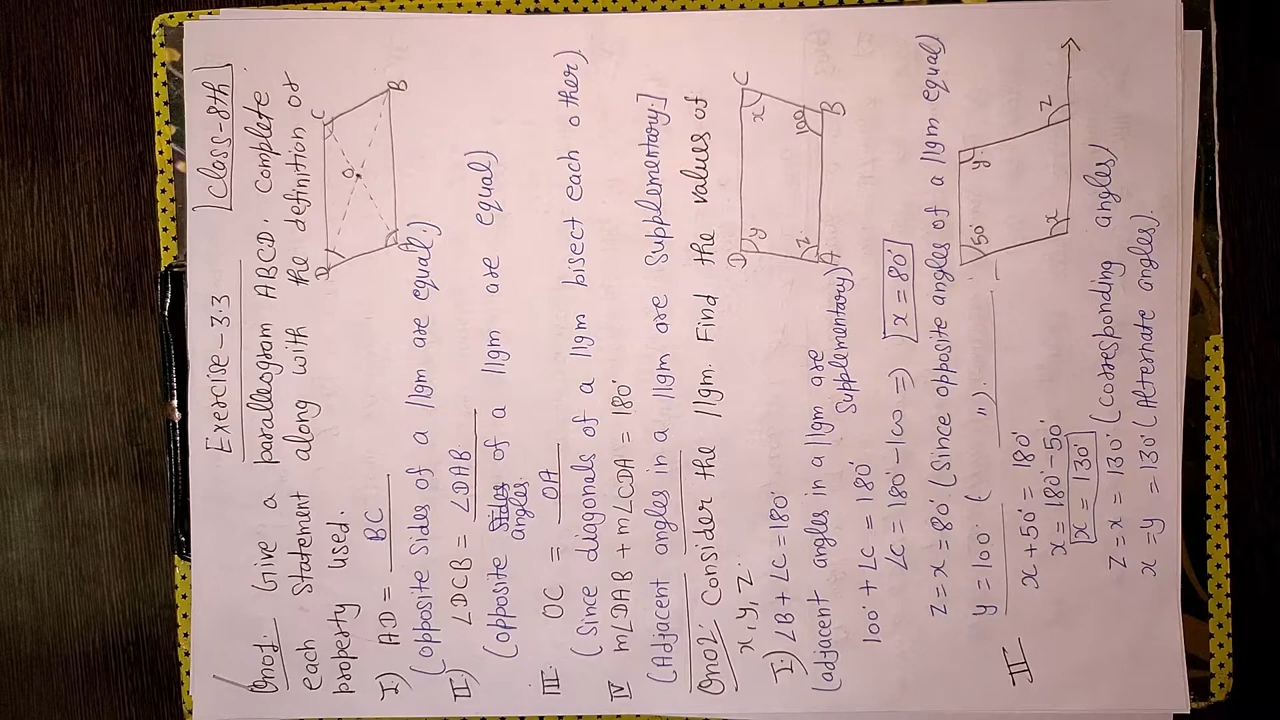 Exercise - 3.3 [class-8th]
Qno1. Give a parallelogram ABCD. complete
each Statement along with the definition or
property used.
I) AD = BC
(opposite sides of a llgm are equal.)
II.) ∠DCB = ∠DAB.
(opposite Sides of a llgm are equal)
angles.
III. OC = OA
(Since diagonals of a llgm bisect each other)
IV m∠DAB + m∠CDA = 180°
(Adjacent angles in a llgm are Supplementary.]
D C O B
Qno2. Consider the llgm. Find the values of
x, y, z.
I.) ∠B + ∠C = 180°
(adjacent angles in a llgm are
Supplementary)
100° + ∠C = 180°
∠C = 180° - 100 => x = 80°
z = x = 80° (Since opposite angles of a llgm equal)
y = 100° ( ").
D C y x z 100 A B
II x + 50° = 180°
x = 180° - 50°
x = 130°
z = x = 130° (corresponding angles)
x = y = 130° (Alternate angles).
50° y x z